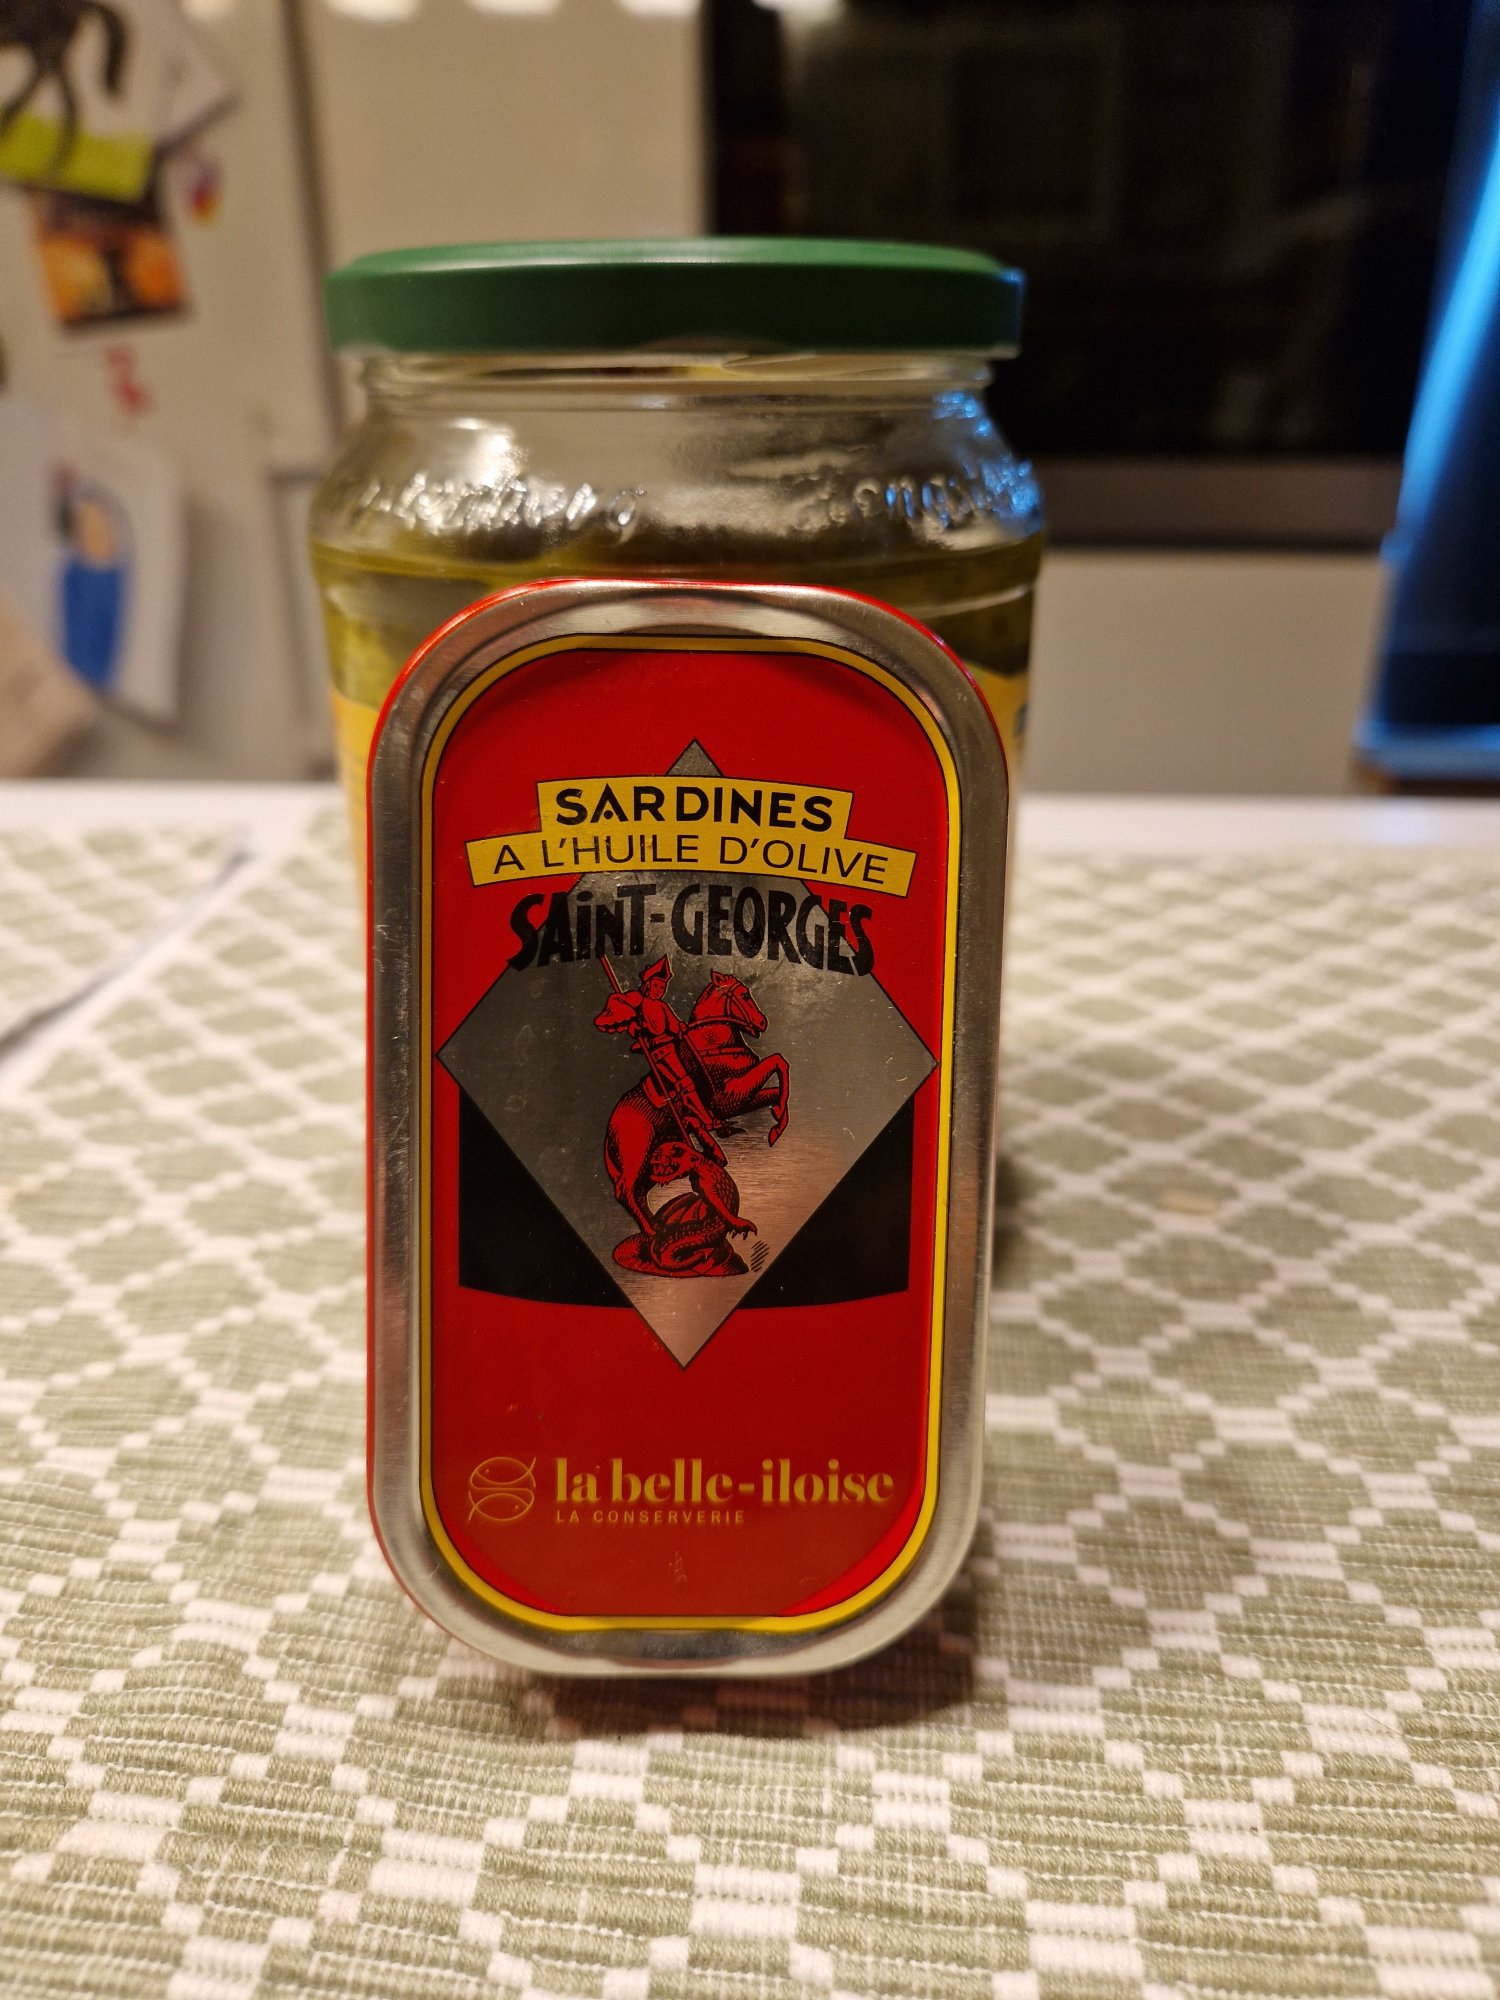 SARDINES
A L'HUILE D'OLIVE
SAINT-GEORGES
la belle-iloise
LA CONSERVERIE